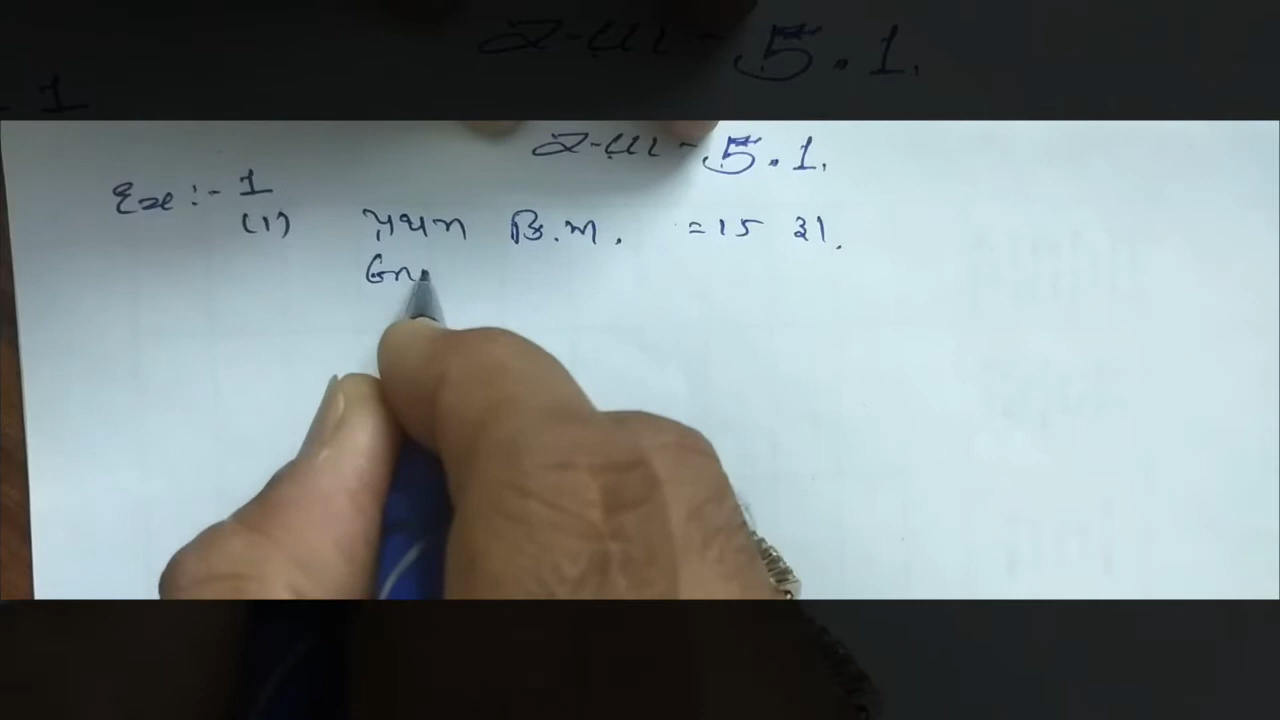 સ્વા-5.1.
Ex:-1
(1) પ્રથમ કિ.મી. =15 રૂા.